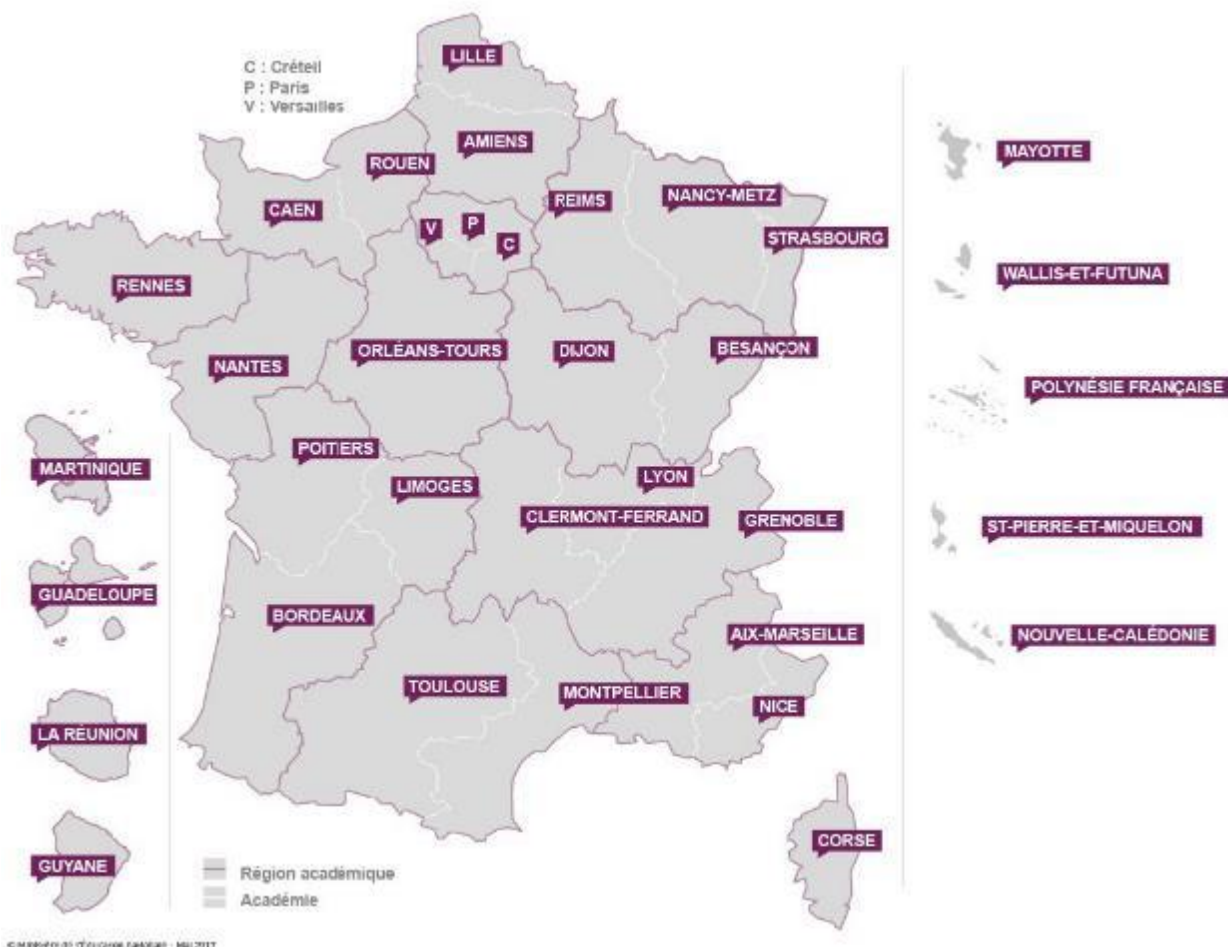 C : Créteil
P : Paris
V : Versailles
LILLE
AMIENS
ROUEN
CAEN
V
P
C
REIMS
NANCY-METZ
STRASBOURG
RENNES
NANTES
ORLÉANS-TOURS
DIJON
BESANÇON
POITIERS
LIMOGES
LYON
CLERMONT-FERRAND
GRENOBLE
BORDEAUX
AIX-MARSEILLE
TOULOUSE
MONTPELLIER
NICE
CORSE
MARTINIQUE
GUADELOUPE
LA RÉUNION
GUYANE
MAYOTTE
WALLIS-ET-FUTUNA
POLYNÉSIE FRANÇAISE
ST-PIERRE-ET-MIQUELON
NOUVELLE-CALÉDONIE
Région académique
Académie